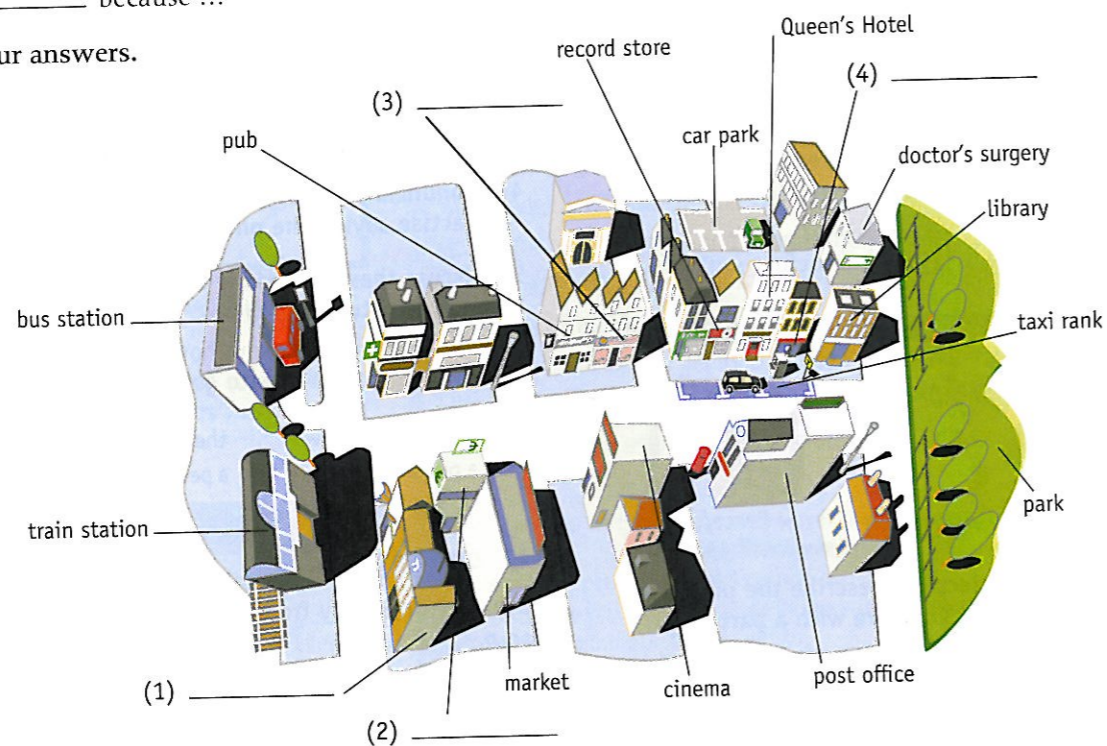 because ...
ur answers.
Queen's Hotel
record store
(4)
(3)
car park
pub
doctor's surgery
library
bus station
taxi rank
train station
park
(1)
market
cinema
post office
(2)